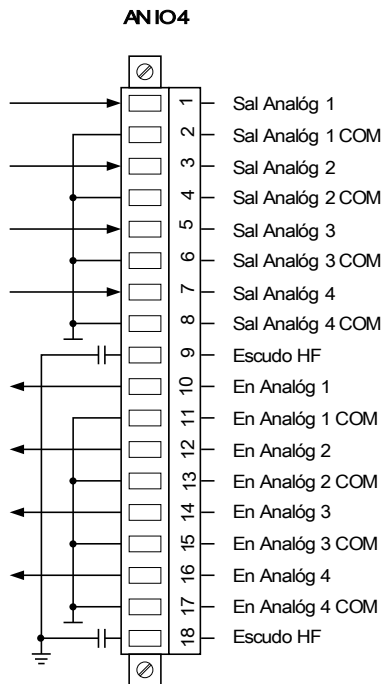 ANIO4
1 Sal Analóg 1
2 Sal Analóg 1 COM
3 Sal Analóg 2
4 Sal Analóg 2 COM
5 Sal Analóg 3
6 Sal Analóg 3 COM
7 Sal Analóg 4
8 Sal Analóg 4 COM
9 Escudo HF
10 En Analóg 1
11 En Analóg 1 COM
12 En Analóg 2
13 En Analóg 2 COM
14 En Analóg 3
15 En Analóg 3 COM
16 En Analóg 4
17 En Analóg 4 COM
18 Escudo HF